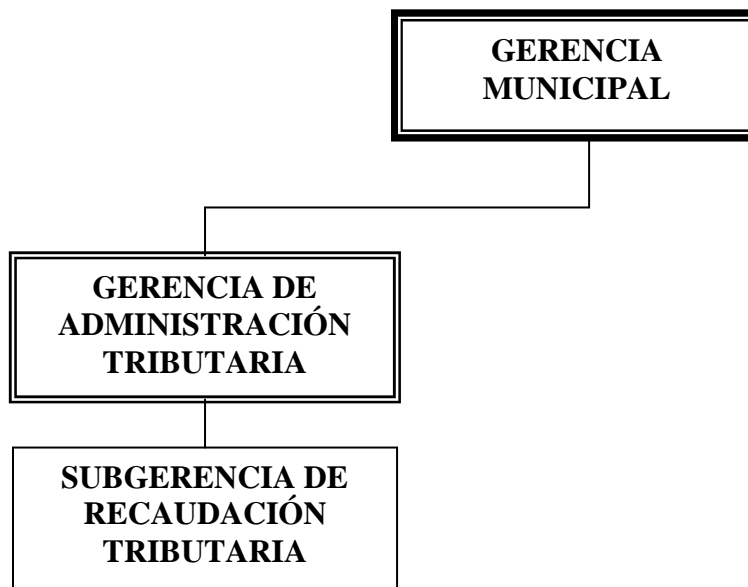 GERENCIA
MUNICIPAL
GERENCIA DE
ADMINISTRACIÓN
TRIBUTARIA
SUBGERENCIA DE
RECAUDACIÓN
TRIBUTARIA